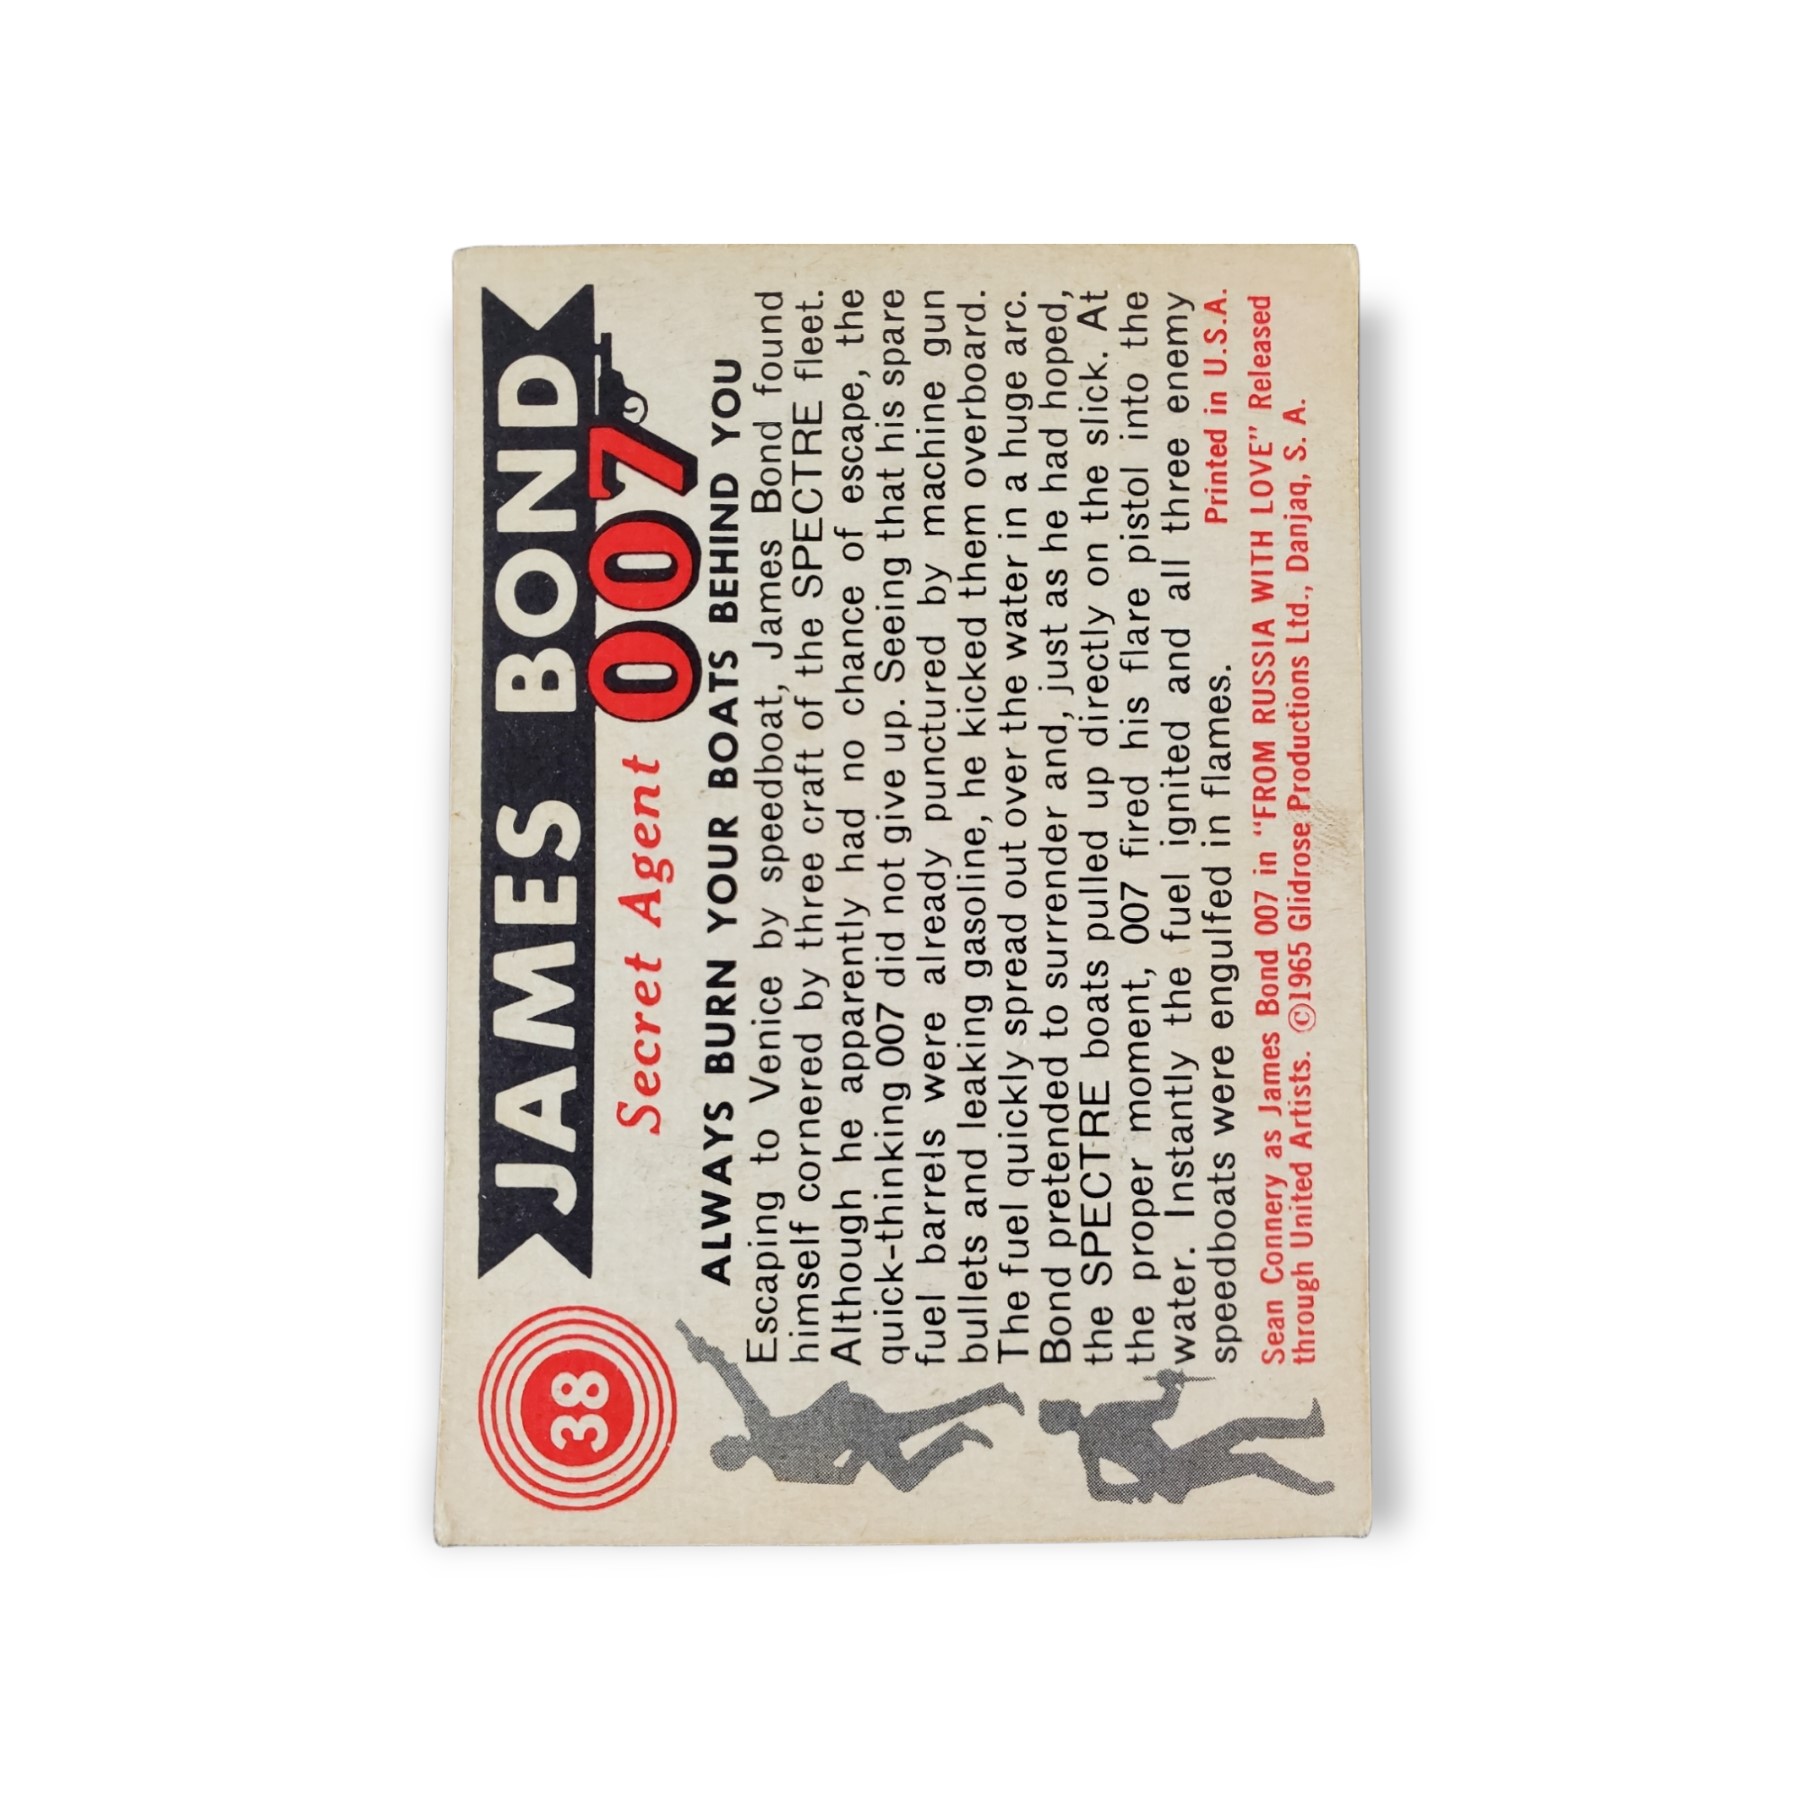 38
JAMES BOND
Secret Agent 007
ALWAYS BURN YOUR BOATS BEHIND YOU
Escaping to Venice by speedboat, James Bond found
himself cornered by three craft of the SPECTRE fleet.
Although he apparently had no chance of escape, the
quick-thinking 007 did not give up. Seeing that his spare
fuel barrels were already punctured by machine gun
bullets and leaking gasoline, he kicked them overboard.
The fuel quickly spread out over the water in a huge arc.
Bond pretended to surrender and, just as he had hoped,
the SPECTRE boats pulled up directly on the slick. At
the proper moment, 007 fired his flare pistol into the
water. Instantly the fuel ignited and all three enemy
speedboats were engulfed in flames.
Printed in U.S.A.
Sean Connery as James Bond 007 in "FROM RUSSIA WITH LOVE" Released
through United Artists. ©1965 Glidrose Productions Ltd., Danjaq, S. A.